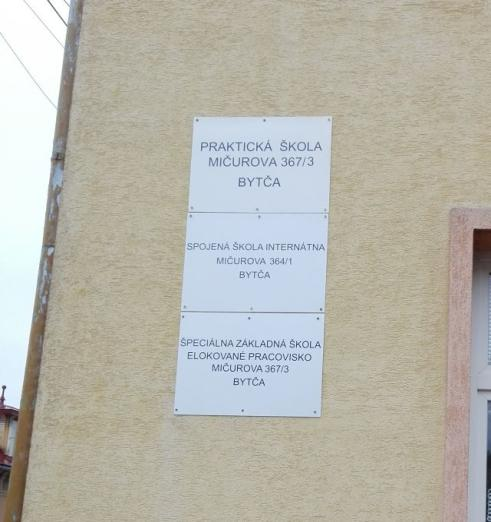 PRAKTICKÁ ŠKOLA
MIČUROVA 367/3
BYTČA
SPOJENÁ ŠKOLA INTERNÁTNA
MIČUROVA 364/1
BYTČA
ŠPECIÁLNA ZÁKLADNÁ ŠKOLA
ELOKOVANÉ PRACOVISKO
MIČUROVA 367/3
BYTČA